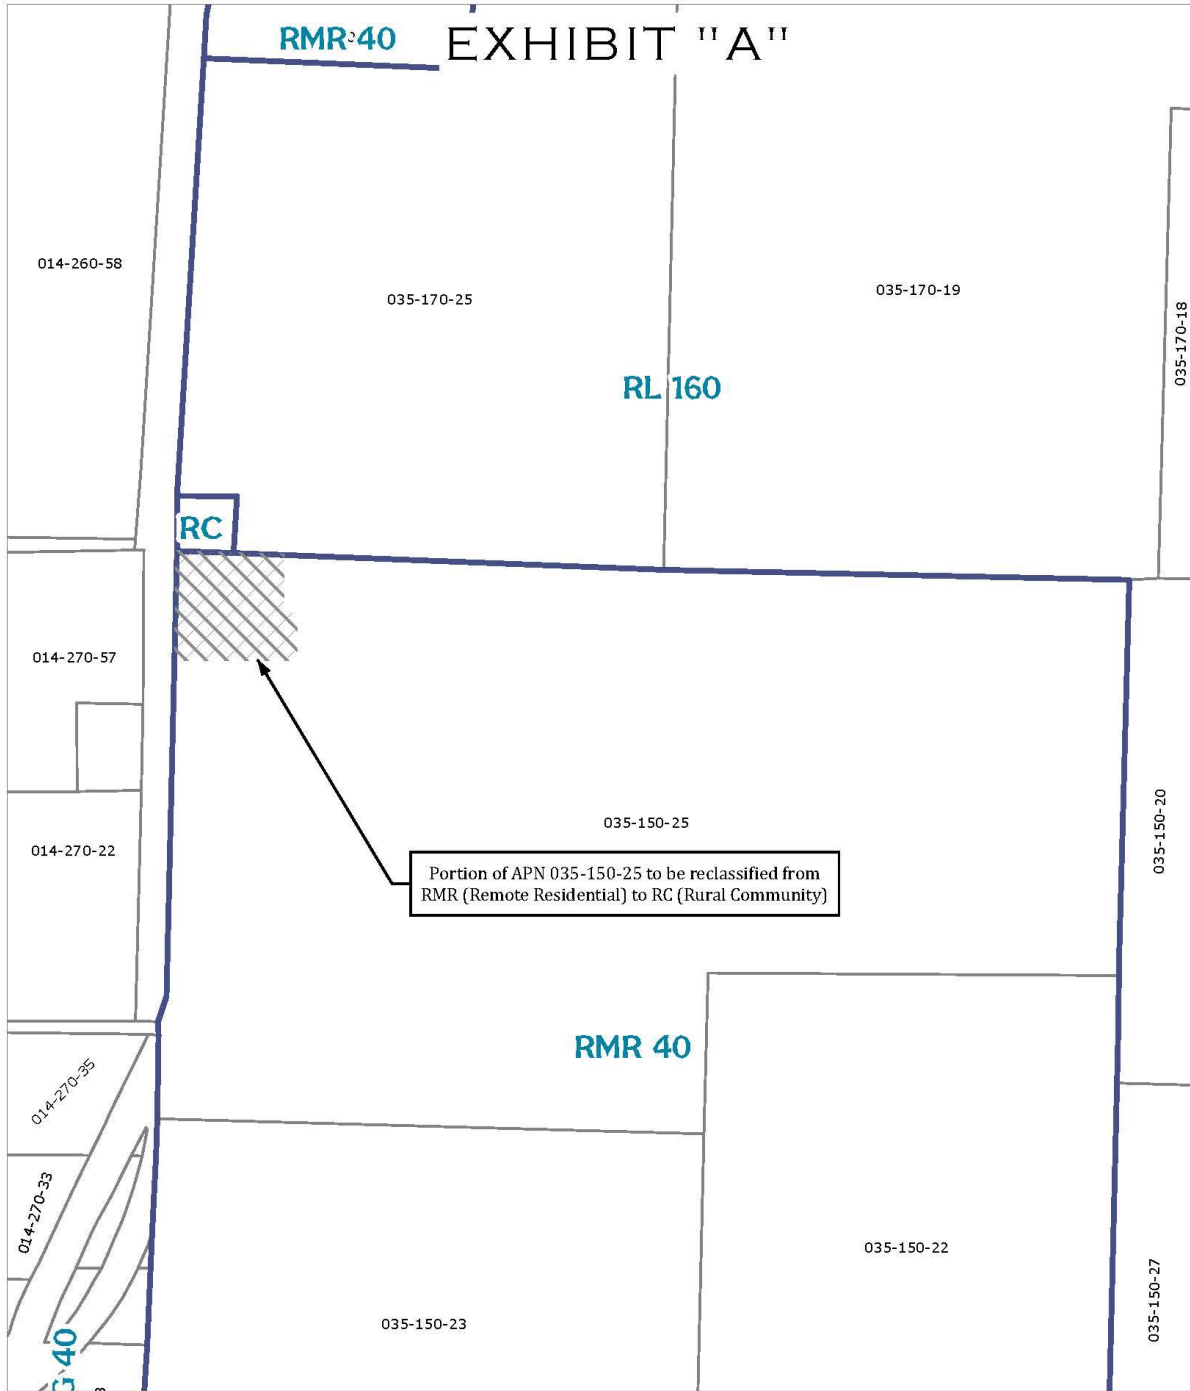 RMR 40
EXHIBIT "A"
014-260-58
035-170-25
035-170-19
035-170-18
RL 160
RC
014-270-57
014-270-22
035-150-25
035-150-20
Portion of APN 035-150-25 to be reclassified from
RMR (Remote Residential) to RC (Rural Community)
RMR 40
014-270-35
014-270-33
035-150-22
035-150-27
035-150-23
G 40